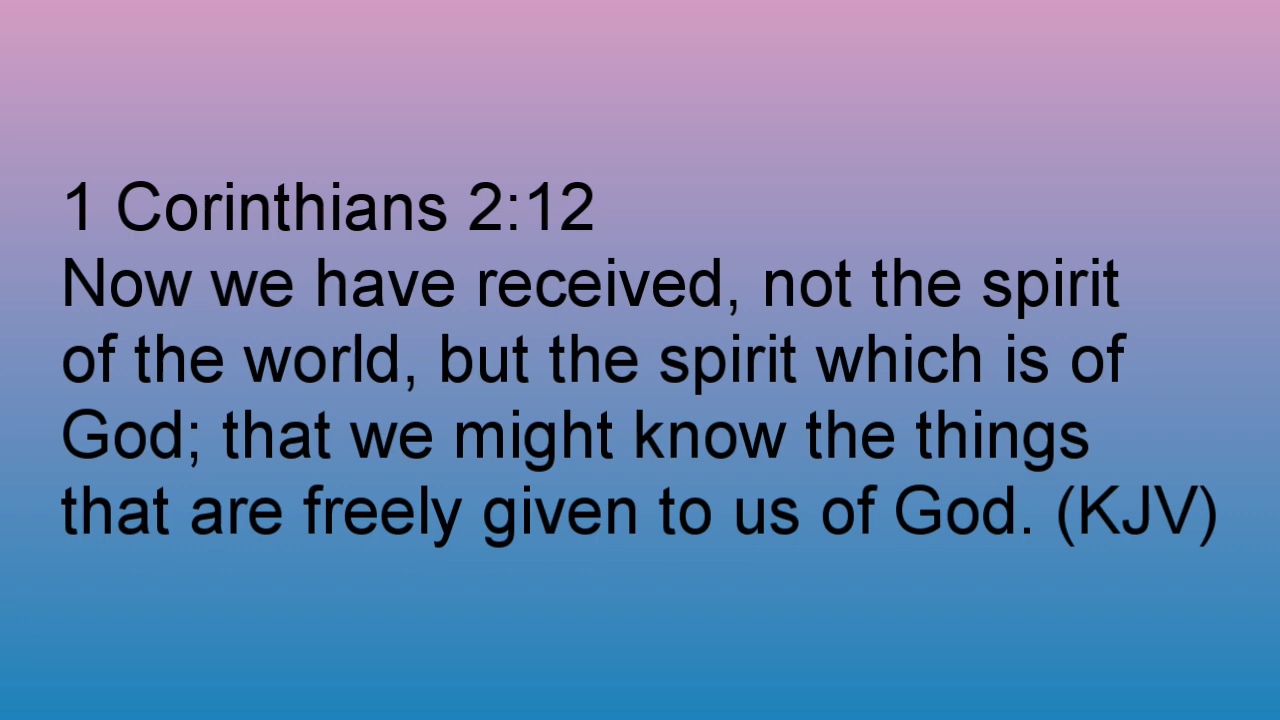 1 Corinthians 2:12
Now we have received, not the spirit
of the world, but the spirit which is of
God; that we might know the things
that are freely given to us of God. (KJV)